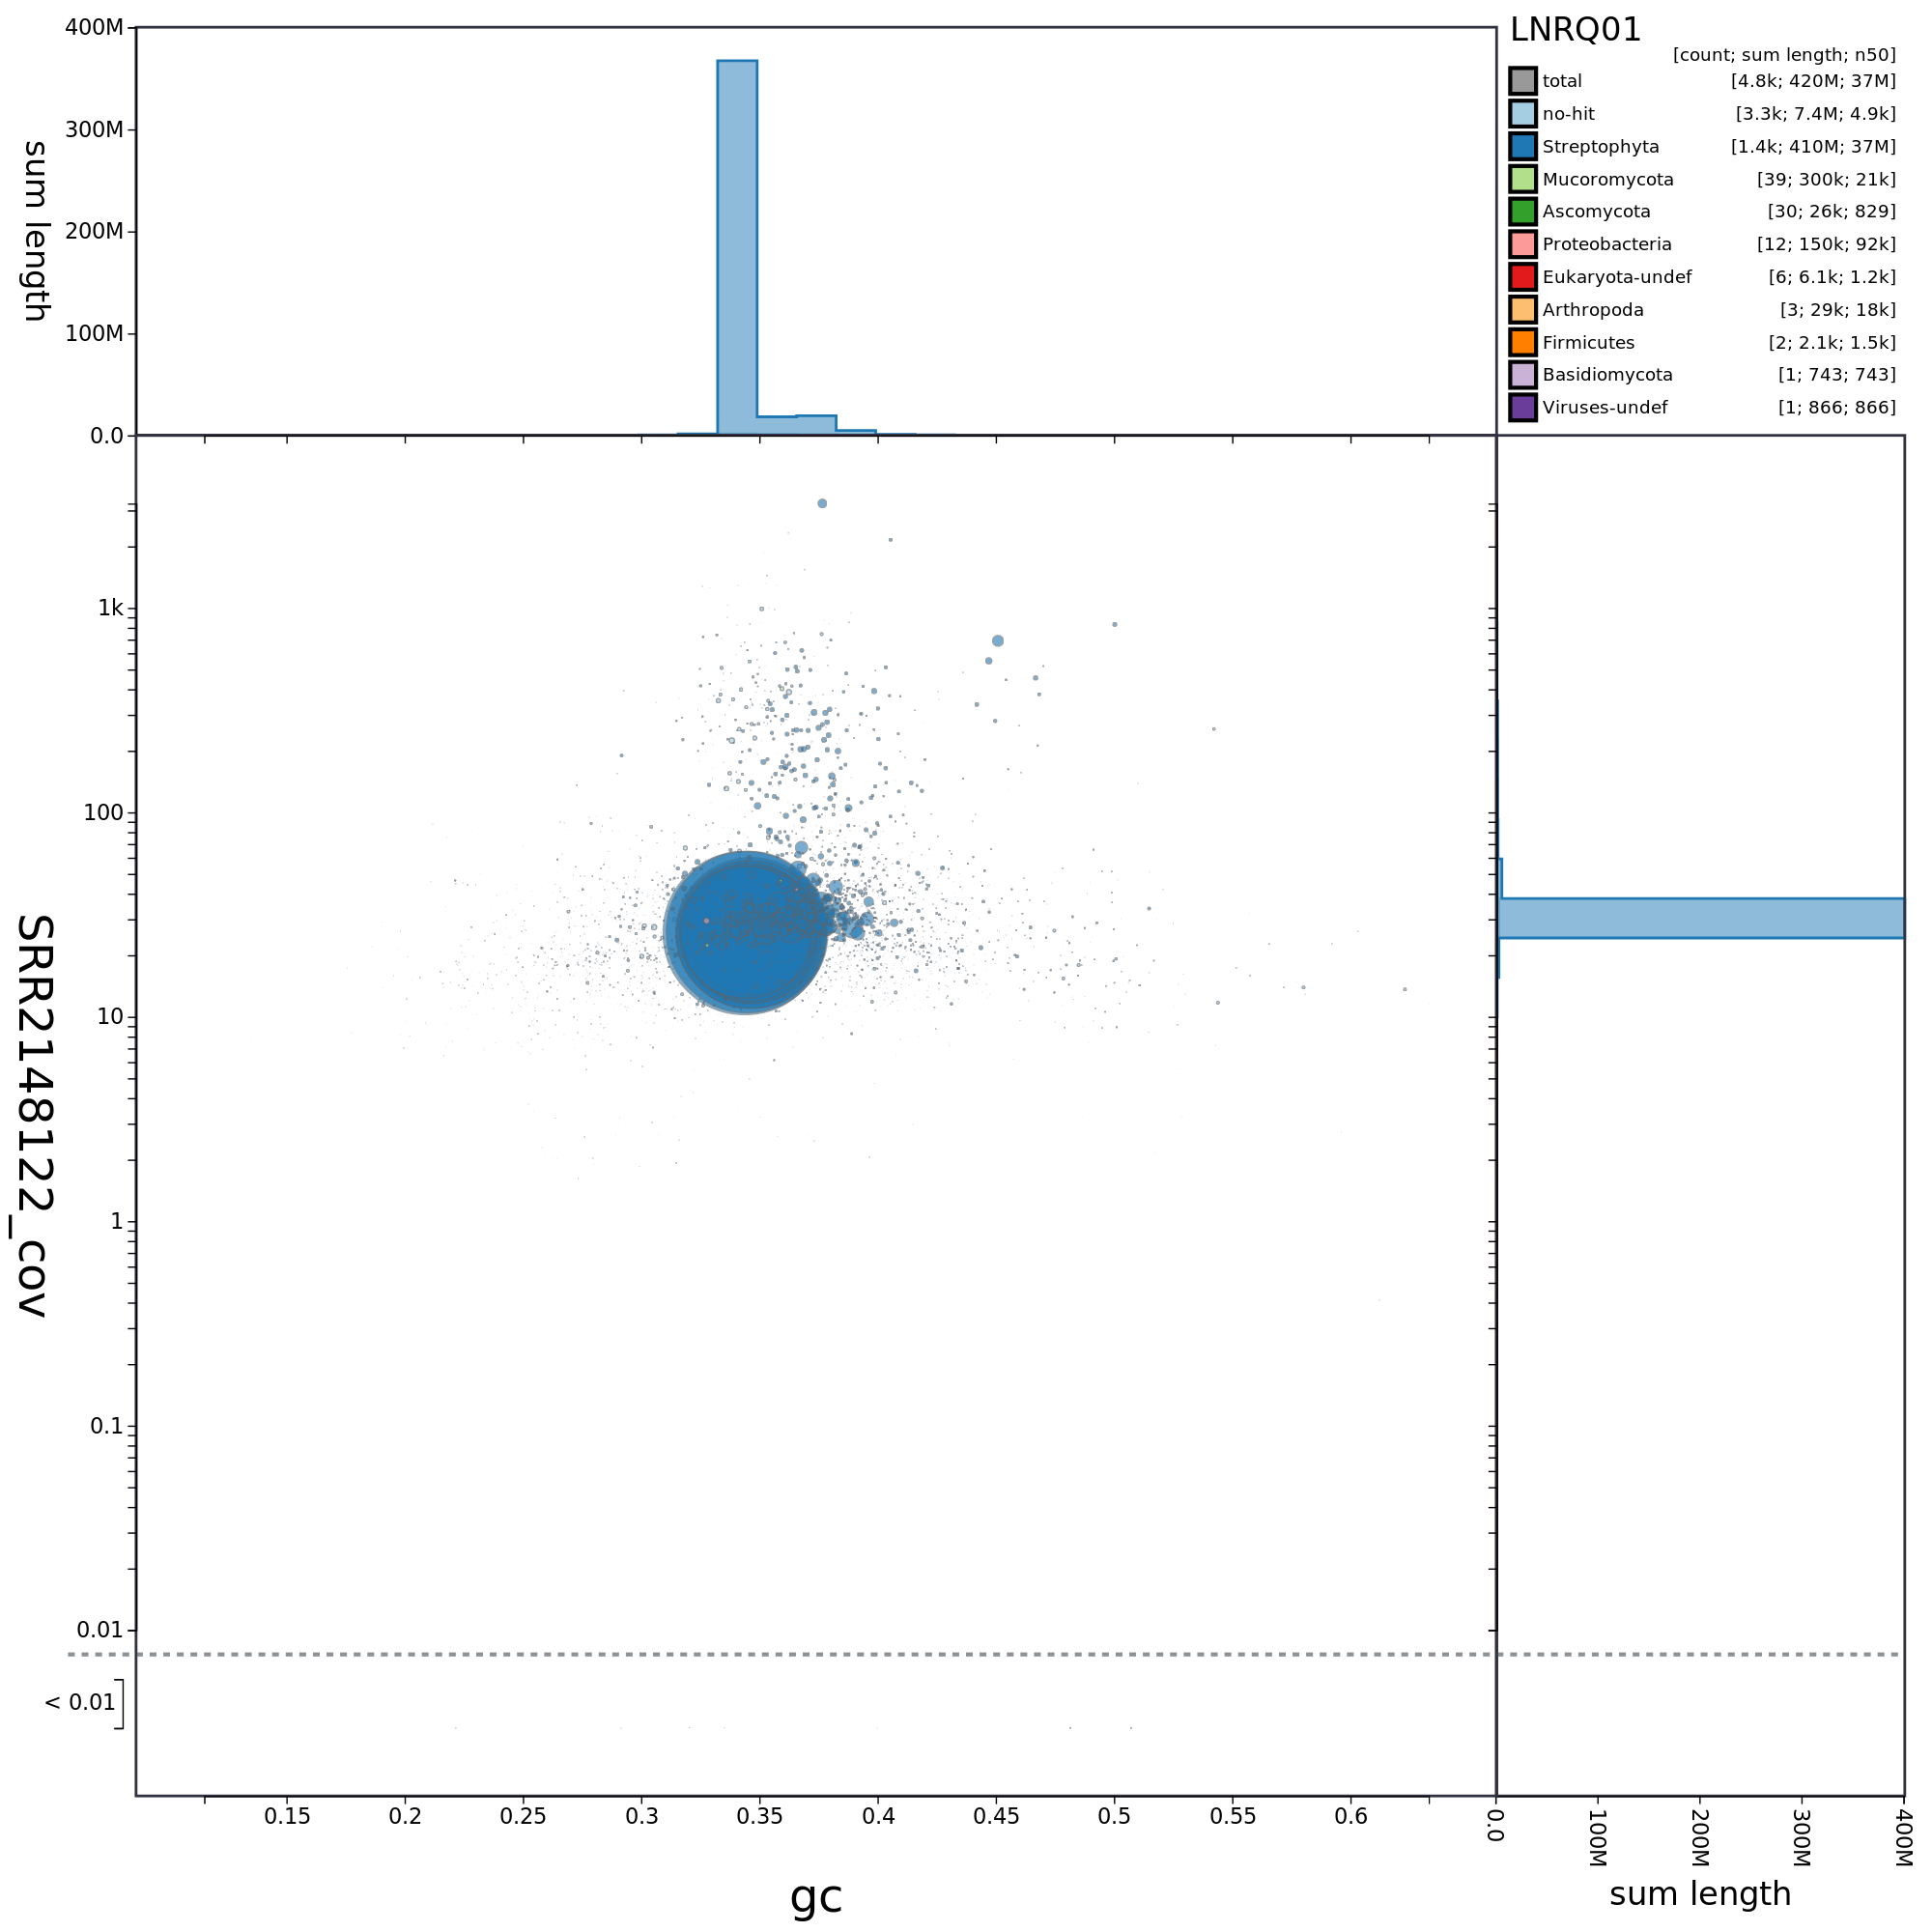 LNRQ01
[count; sum length; n50]
total [4.8k; 420M; 37M]
no-hit [3.3k; 7.4M; 4.9k]
Streptophyta [1.4k; 410M; 37M]
Mucoromycota [39; 300k; 21k]
Ascomycota [30; 26k; 829]
Proteobacteria [12; 150k; 92k]
Eukaryota-undef [6; 6.1k; 1.2k]
Arthropoda [3; 29k; 18k]
Firmicutes [2; 2.1k; 1.5k]
Basidiomycota [1; 743; 743]
Viruses-undef [1; 866; 866]
sum length
400M
300M
200M
100M
0.0
SRR2148122_cov
1k
100
10
1
0.1
0.01
< 0.01
0.15 0.2 0.25 0.3 0.35 0.4 0.45 0.5 0.55 0.6
gc
0.0 100M 200M 300M 400M
sum length